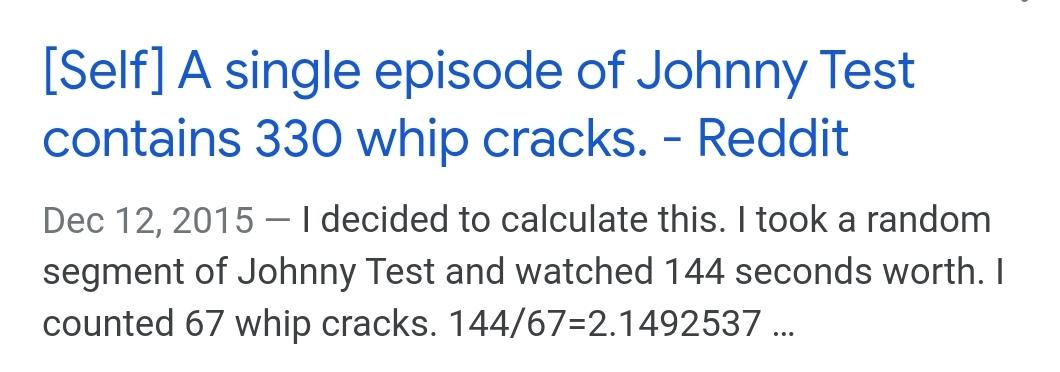 [Self] A single episode of Johnny Test
contains 330 whip cracks. - Reddit
Dec 12, 2015 — I decided to calculate this. I took a random
segment of Johnny Test and watched 144 seconds worth. I
counted 67 whip cracks. 144/67=2.1492537 ...